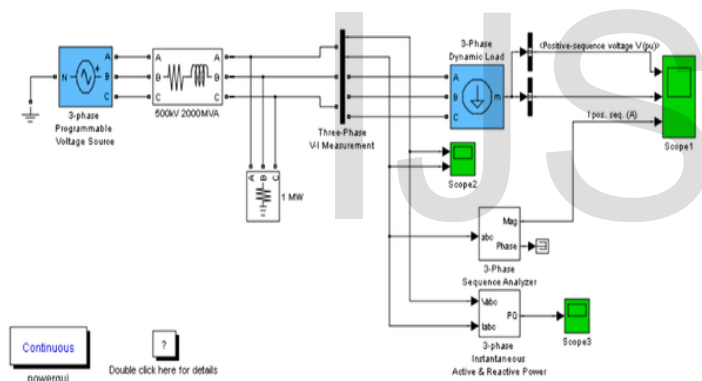 IJS
3-Phase
Dynamic Load
<Positive-sequence voltage V(pu)>
N
A
B
C
A
B
C
A
B
C
A
B
C
m
3-phase
Programmable
Voltage Source
500kV 2000MVA
Three-Phase
V-I Measurement
I pos. seq. (A)
Scope1
A B C
1 MW
Scope2
abc
Mag
Phase
3-Phase
Sequence Analyzer
Vabc
Iabc
PQ
Scope3
3-phase
Instantaneous
Active & Reactive Power
Continuous
powergui
?
Double click here for details